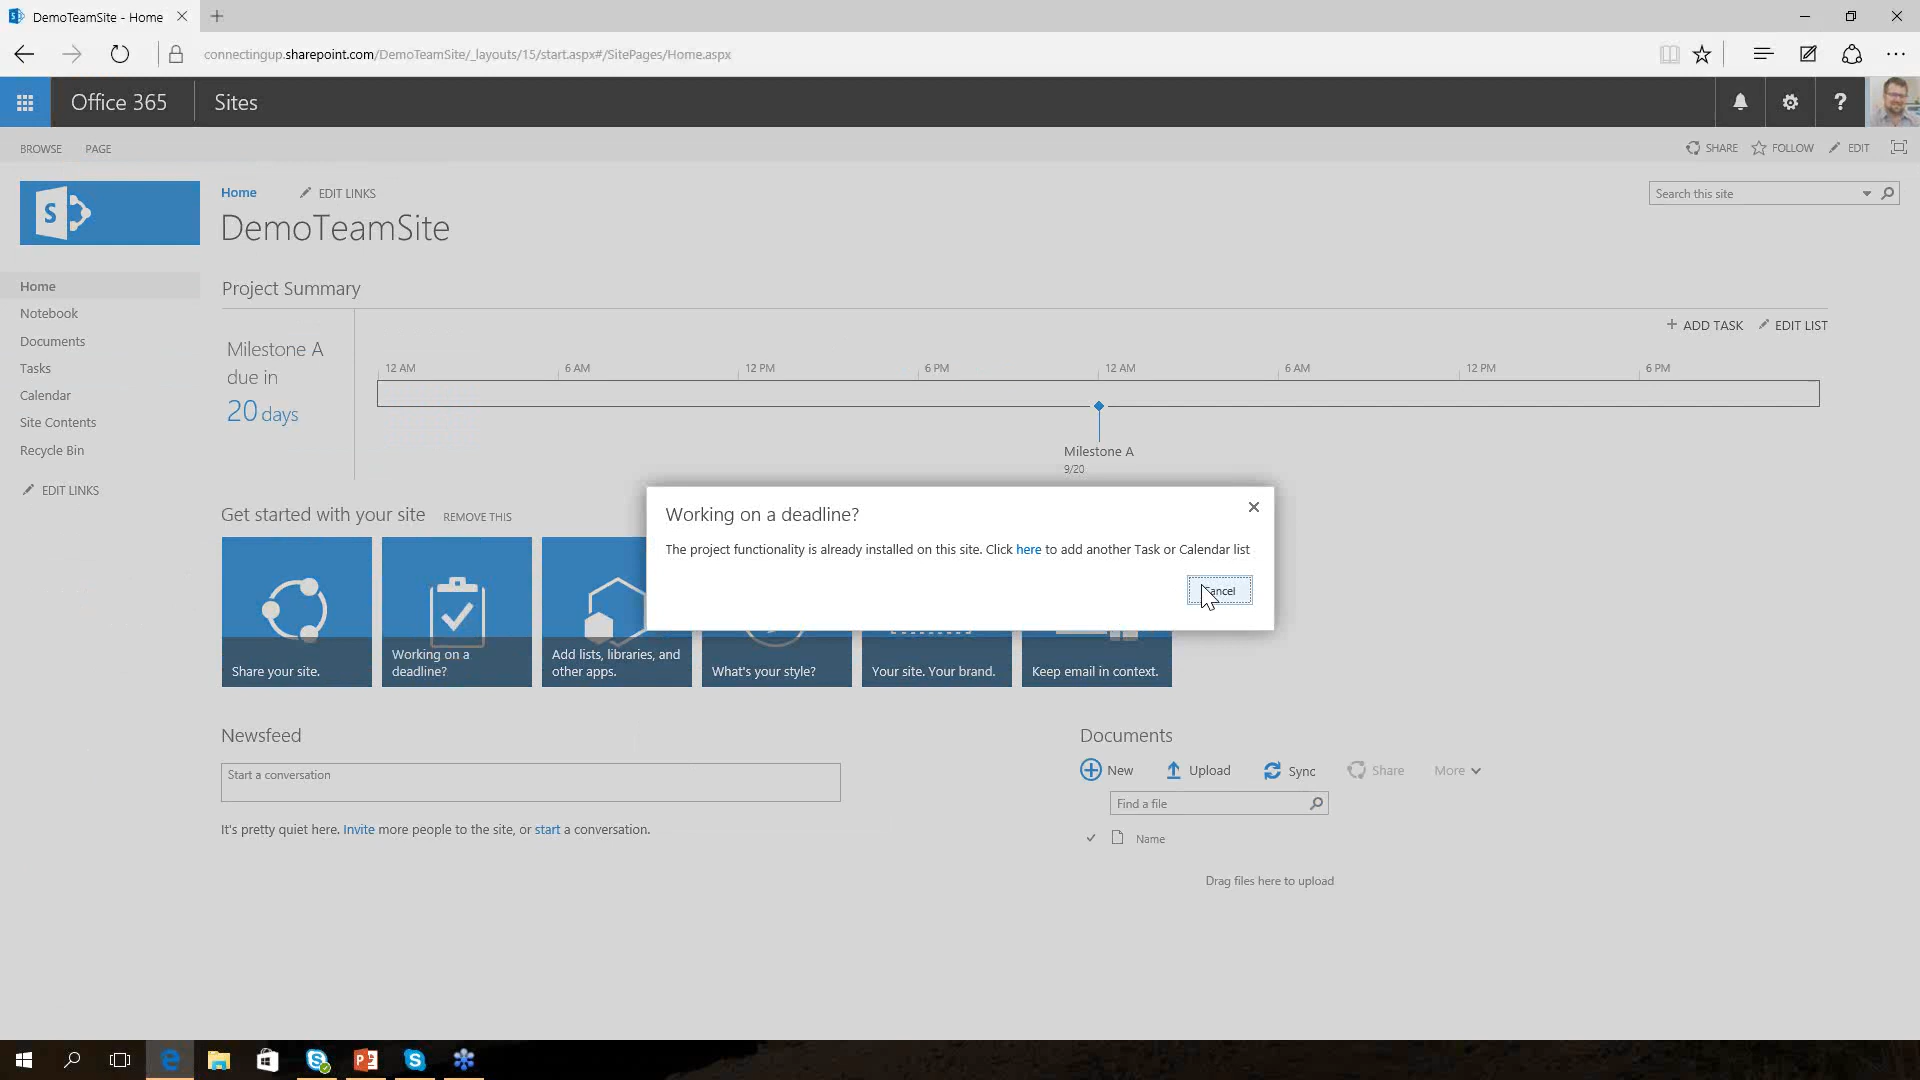 DemoTeamSite - Home
connectingup.sharepoint.com/DemoTeamSite/_layouts/15/start.aspx#/SitePages/Home.aspx
Office 365
Sites
?
BROWSE
PAGE
SHARE
FOLLOW
EDIT
S
Home
EDIT LINKS
Search this site
DemoTeamSite
Home
Notebook
Documents
Tasks
Calendar
Site Contents
Recycle Bin
EDIT LINKS
Project Summary
ADD TASK
EDIT LIST
Milestone A
due in
20 days
12 AM
6 AM
12 PM
6 PM
12 AM
6 AM
12 PM
6 PM
Milestone A
9/20
Get started with your site
REMOVE THIS
Working on a deadline?
The project functionality is already installed on this site. Click here to add another Task or Calendar list
Share your site.
Working on a
deadline?
Add lists, libraries, and
other apps.
What's your style?
Your site. Your brand.
Keep email in context.
Newsfeed
Start a conversation
It's pretty quiet here. Invite more people to the site, or start a conversation.
Documents
New
Upload
Sync
Share
More
Find a file
Name
Drag files here to upload